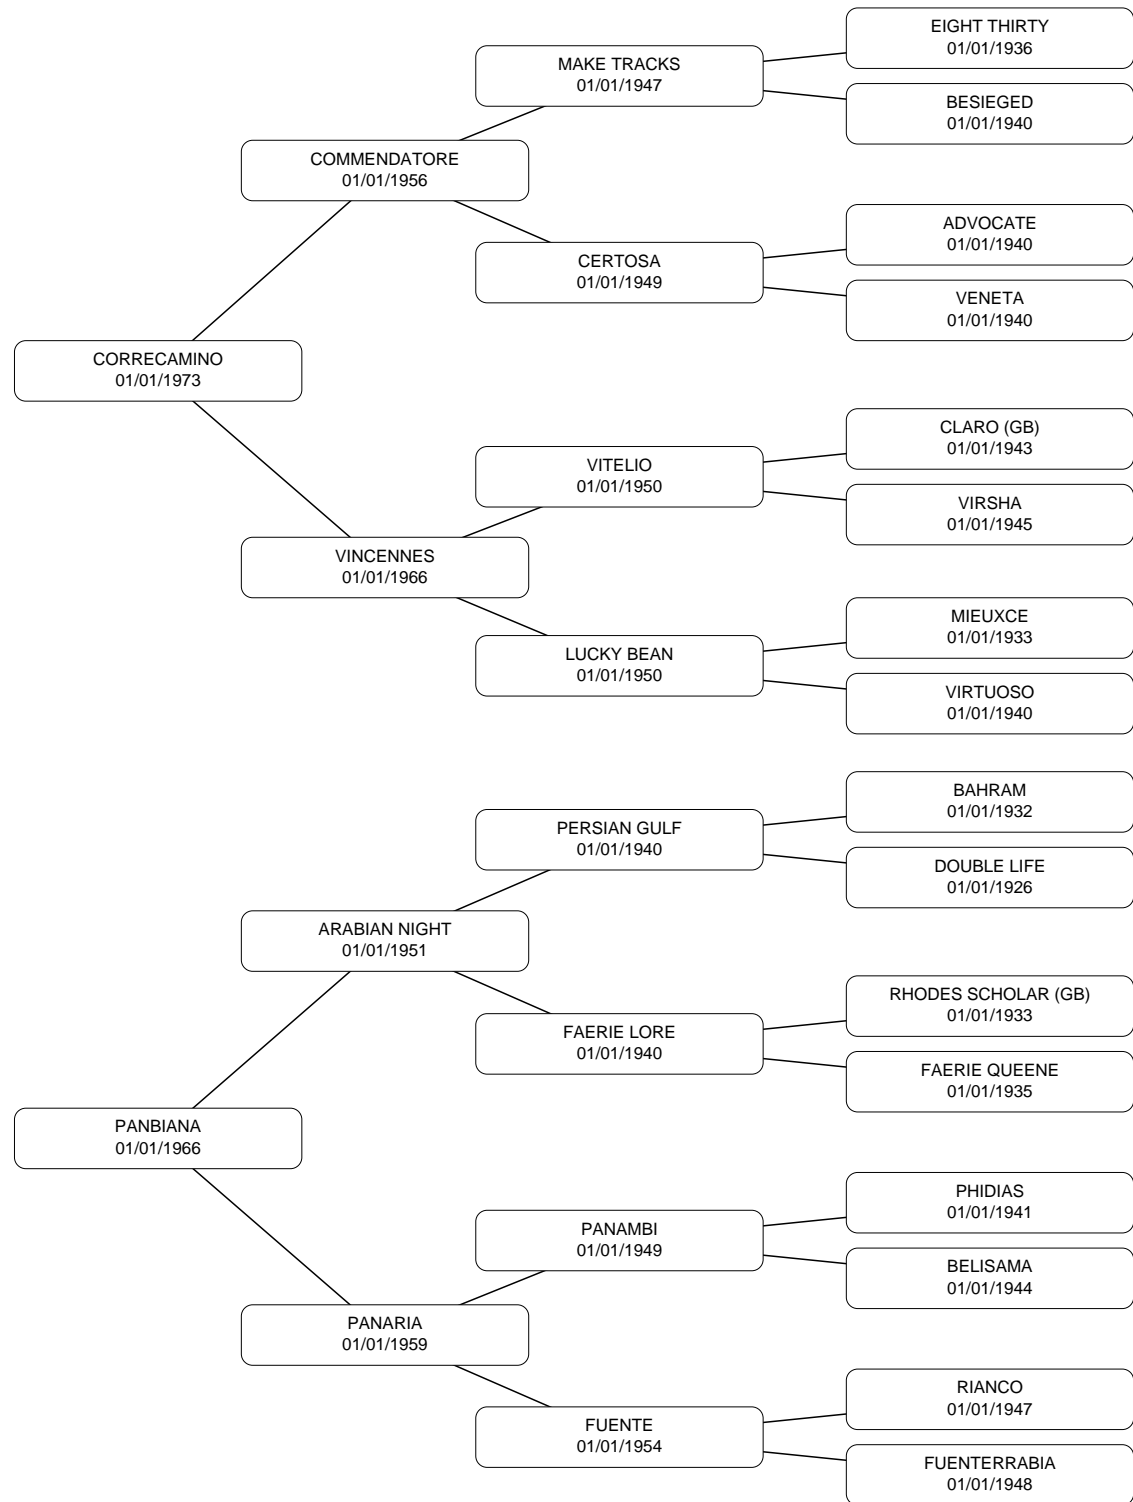 EIGHT THIRTY
01/01/1936
MAKE TRACKS
01/01/1947
BESIEGED
01/01/1940
COMMENDATORE
01/01/1956
ADVOCATE
01/01/1940
CERTOSA
01/01/1949
VENETA
01/01/1940
CORRECAMINO
01/01/1973
CLARO (GB)
01/01/1943
VITELIO
01/01/1950
VIRSHA
01/01/1945
VINCENNES
01/01/1966
MIEUXCE
01/01/1933
LUCKY BEAN
01/01/1950
VIRTUOSO
01/01/1940
BAHRAM
01/01/1932
PERSIAN GULF
01/01/1940
DOUBLE LIFE
01/01/1926
ARABIAN NIGHT
01/01/1951
RHODES SCHOLAR (GB)
01/01/1933
FAERIE LORE
01/01/1940
FAERIE QUEENE
01/01/1935
PANBIANA
01/01/1966
PHIDIAS
01/01/1941
PANAMBI
01/01/1949
BELISAMA
01/01/1944
PANARIA
01/01/1959
RIANCO
01/01/1947
FUENTE
01/01/1954
FUENTERRABIA
01/01/1948